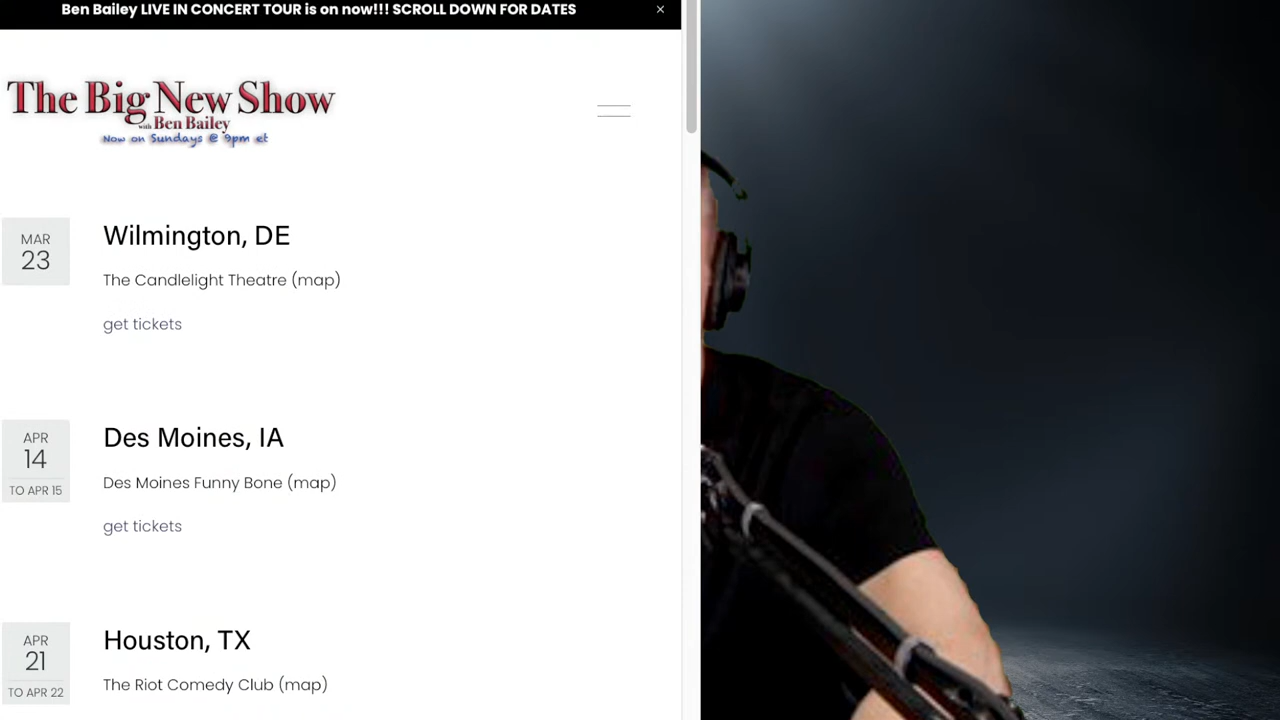 Ben Bailey LIVE IN CONCERT TOUR is on now!!! SCROLL DOWN FOR DATES
The Big New Show
with Ben Bailey
Now on Sundays @ 9pm et
MAR
23
Wilmington, DE
The Candlelight Theatre (map)
get tickets
APR
14
TO APR 15
Des Moines, IA
Des Moines Funny Bone (map)
get tickets
APR
21
TO APR 22
Houston, TX
The Riot Comedy Club (map)